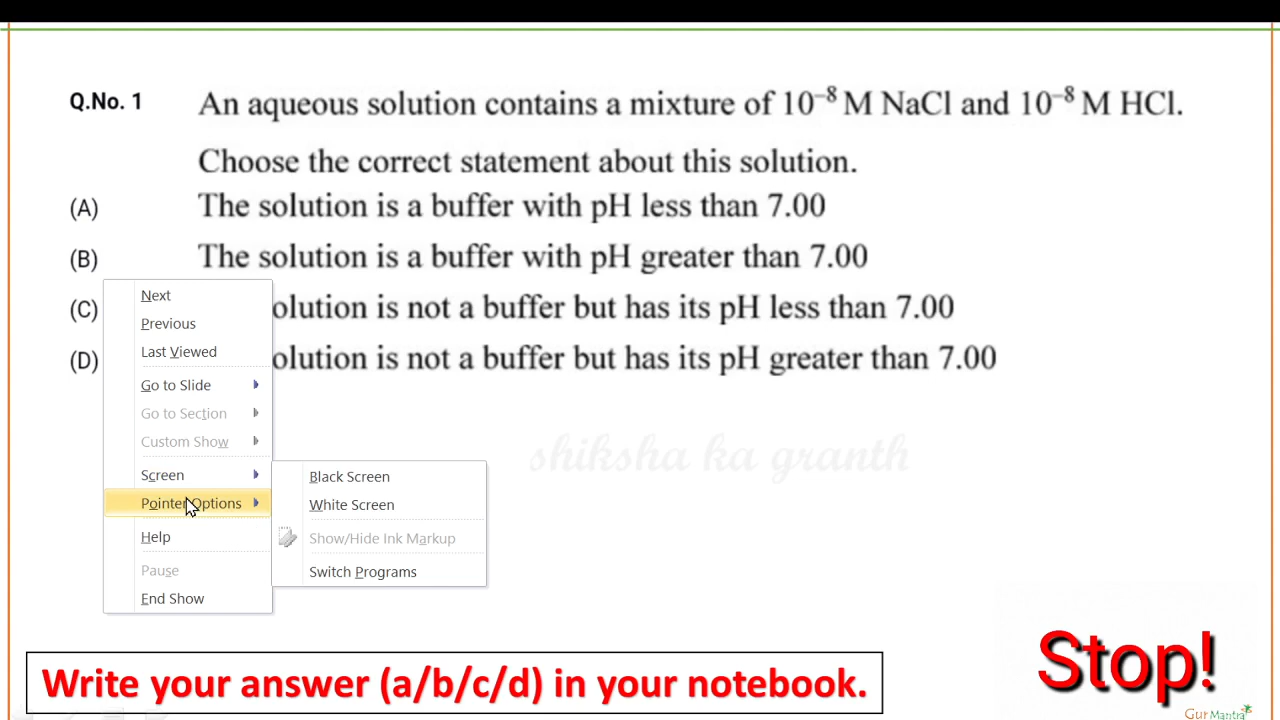 Q.No. 1 An aqueous solution contains a mixture of 10⁻⁸ M NaCl and 10⁻⁸ M HCl.
Choose the correct statement about this solution.
(A) The solution is a buffer with pH less than 7.00
(B) The solution is a buffer with pH greater than 7.00
(C) olution is not a buffer but has its pH less than 7.00
(D) olution is not a buffer but has its pH greater than 7.00
Next
Previous
Last Viewed
Go to Slide
Go to Section
Custom Show
Screen
Pointer Options
Help
Pause
End Show
Black Screen
White Screen
Show/Hide Ink Markup
Switch Programs
shiksha ka granth
Write your answer (a/b/c/d) in your notebook.
Stop!
Gur Mantra